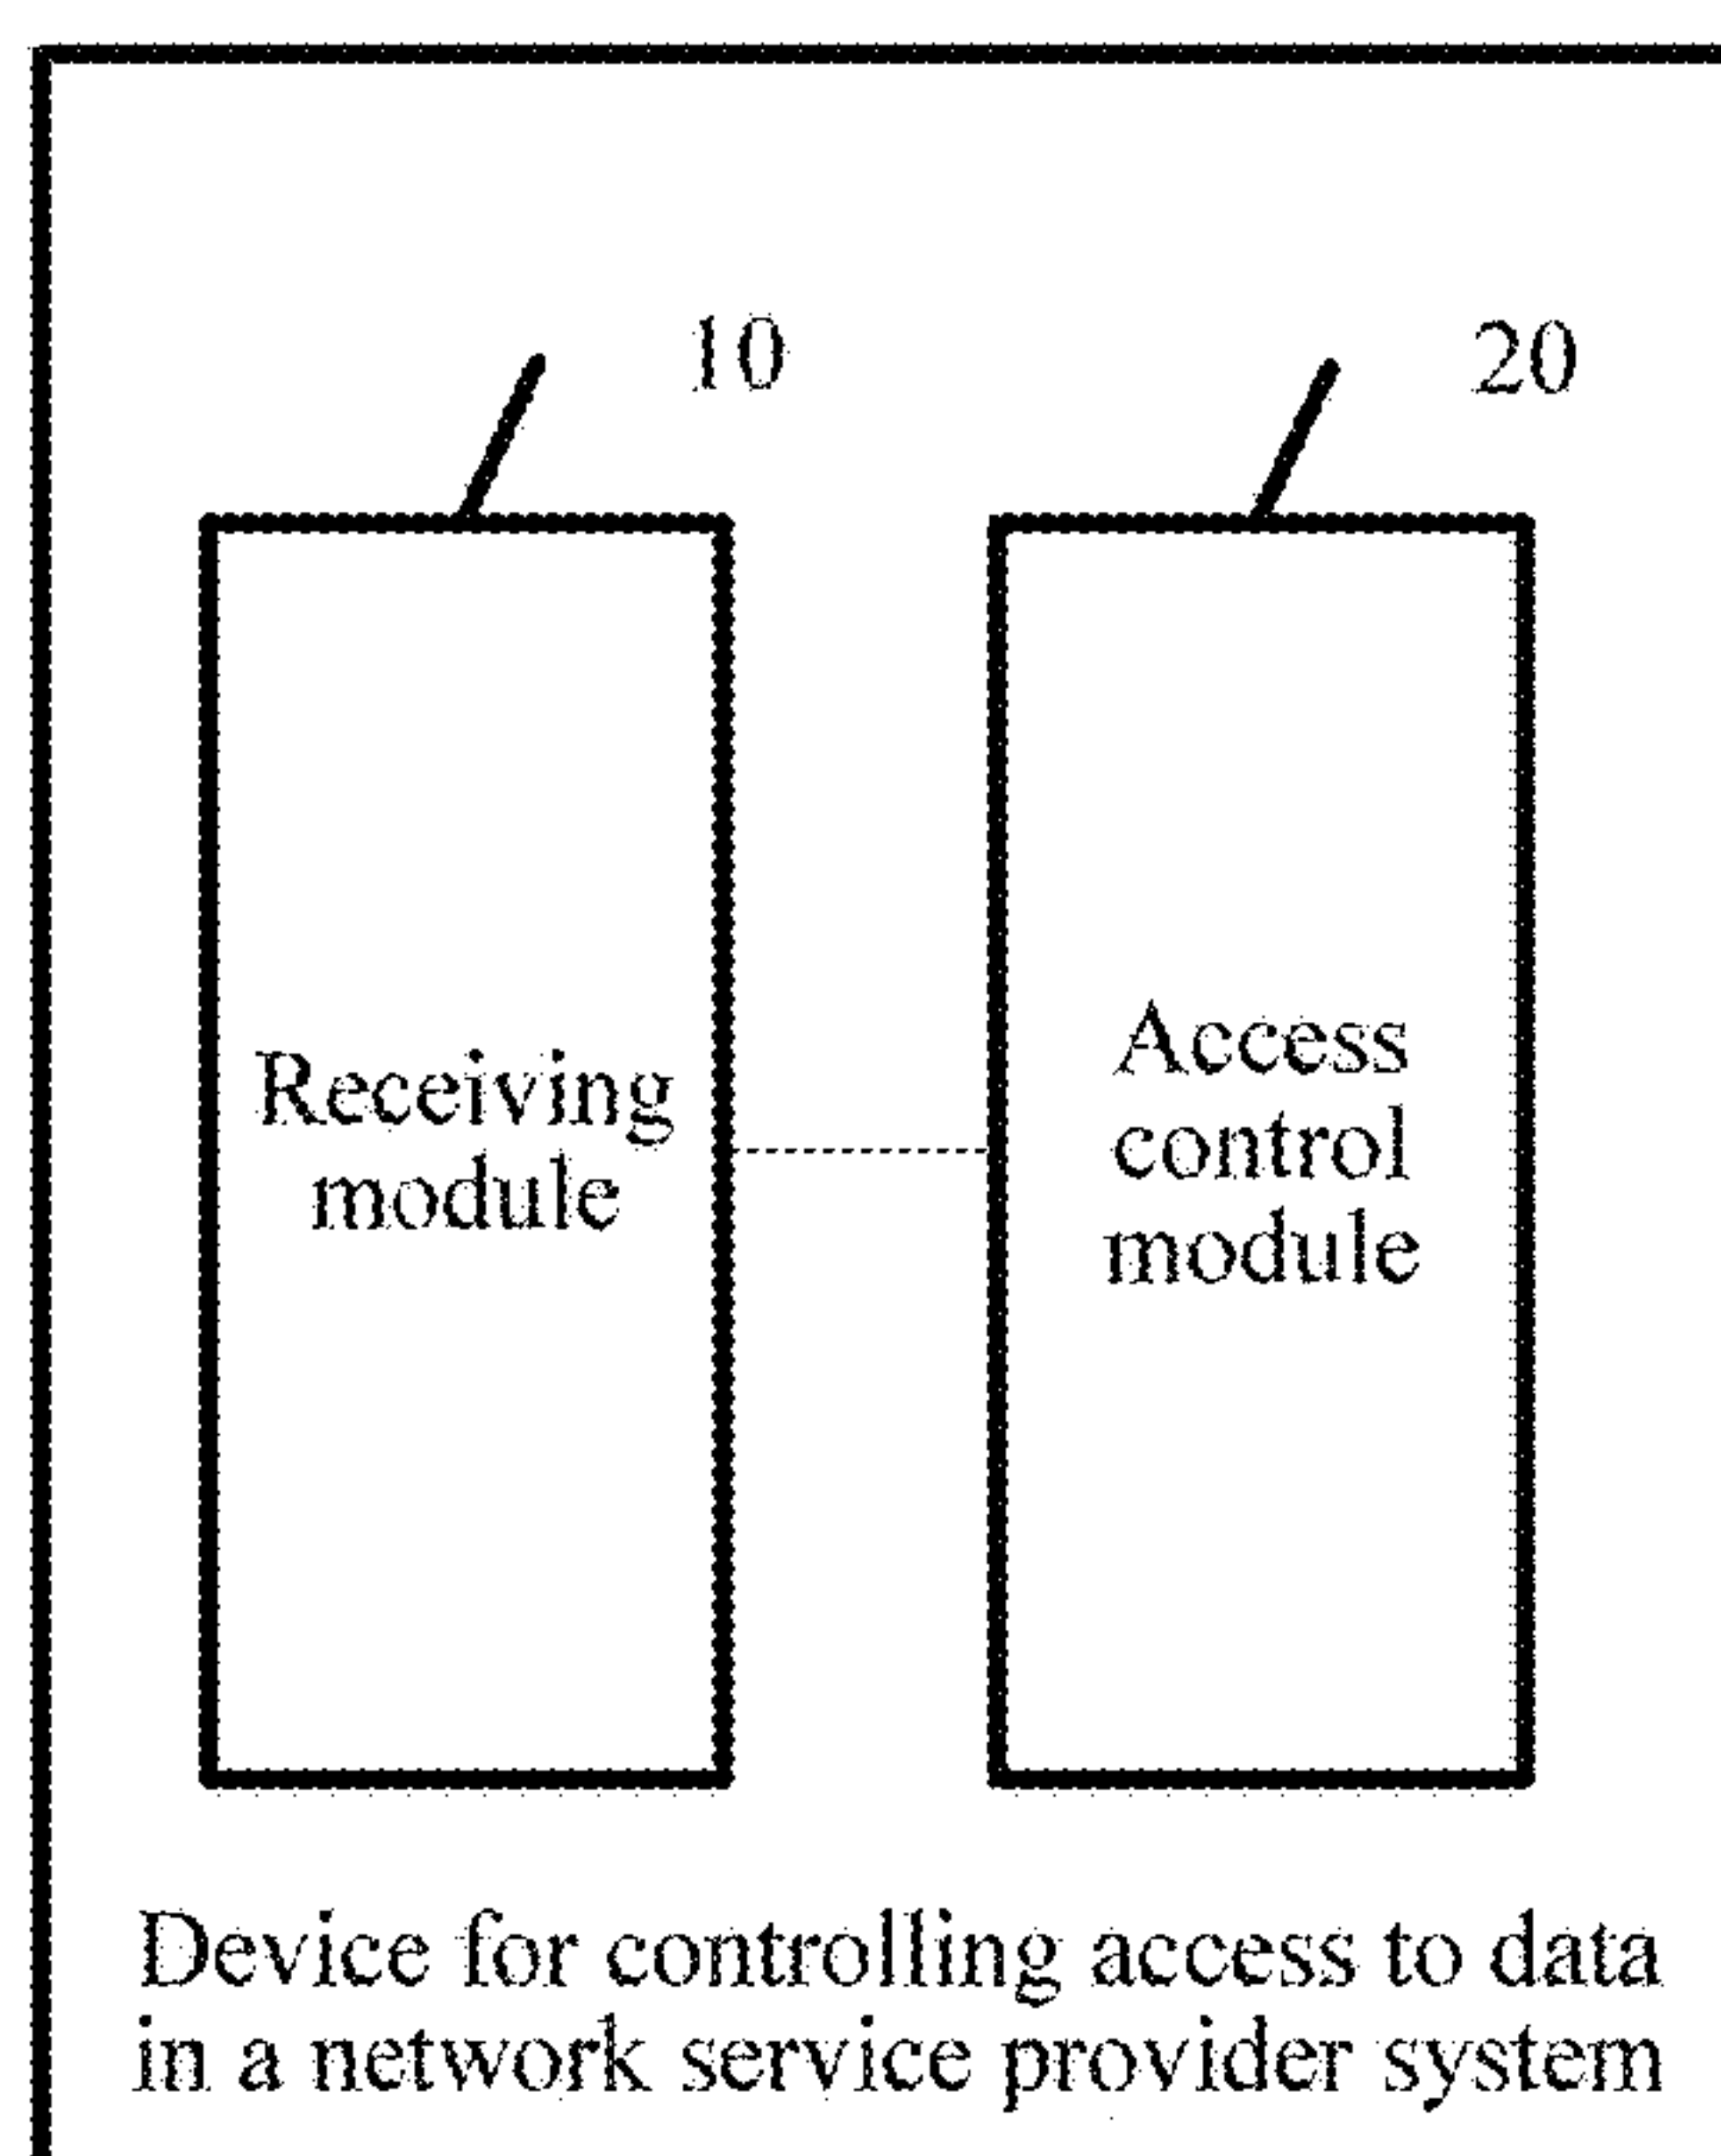 10
20
Receiving
module
Access
control
module
Device for controlling access to data
in a network service provider system